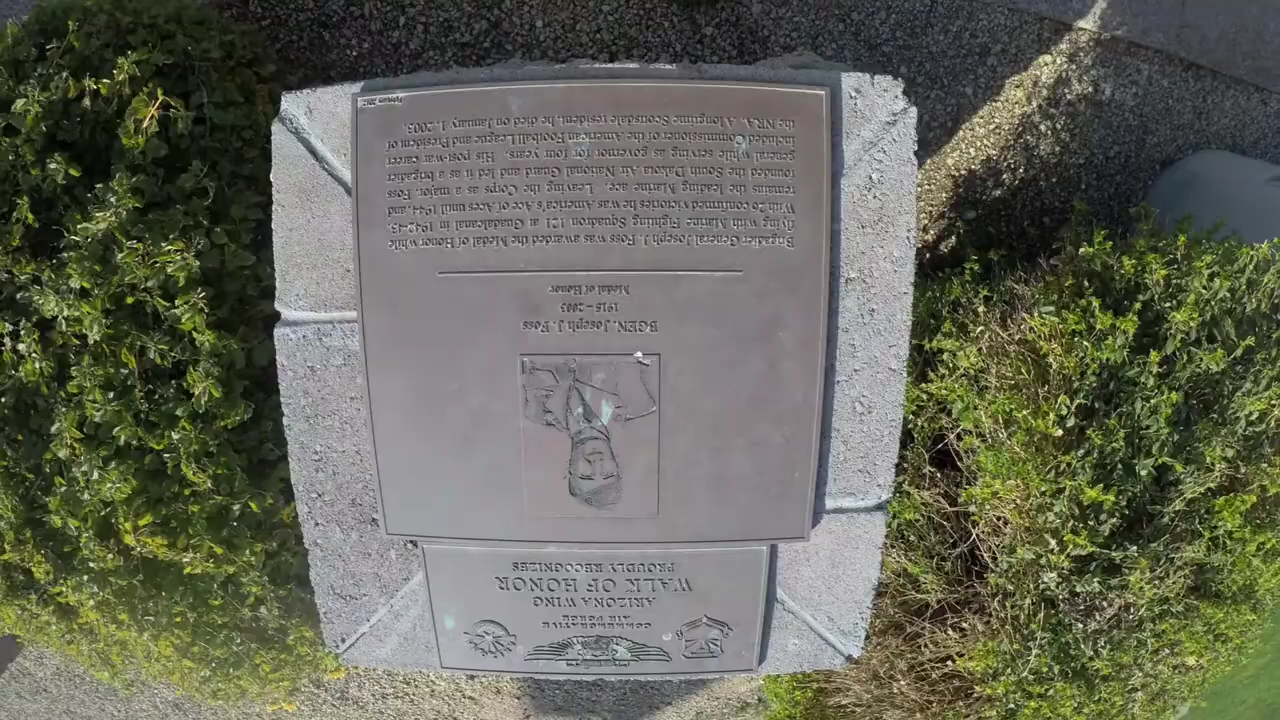 COMMEMORATIVE
AIR FORCE
ARIZONA WING
WALK OF HONOR
PROUDLY RECOGNIZES
BGEN. Joseph J. Foss
1915 – 2003
Medal of Honor
Brigadier General Joseph J. Foss was awarded the Medal of Honor while
flying with Marine Fighting Squadron 121 at Guadalcanal in 1942-43.
With 26 confirmed victories he was America's Ace of Aces until 1944, and
remains the leading Marine ace. Leaving the Corps as a major, Foss
founded the South Dakota Air National Guard and led it as a brigadier
general while serving as governor for four years. His post-war career
included Commissioner of the American Football League and President of
the NRA. A longtime Scottsdale resident, he died on January 1, 2003.
February 2017